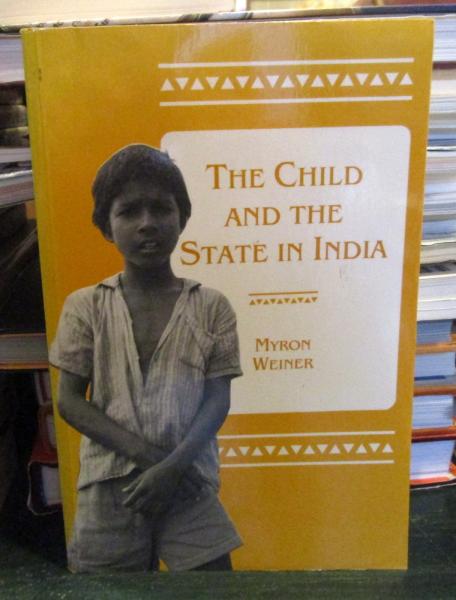 THE CHILD
AND THE
STATE IN INDIA
MYRON
WEINER